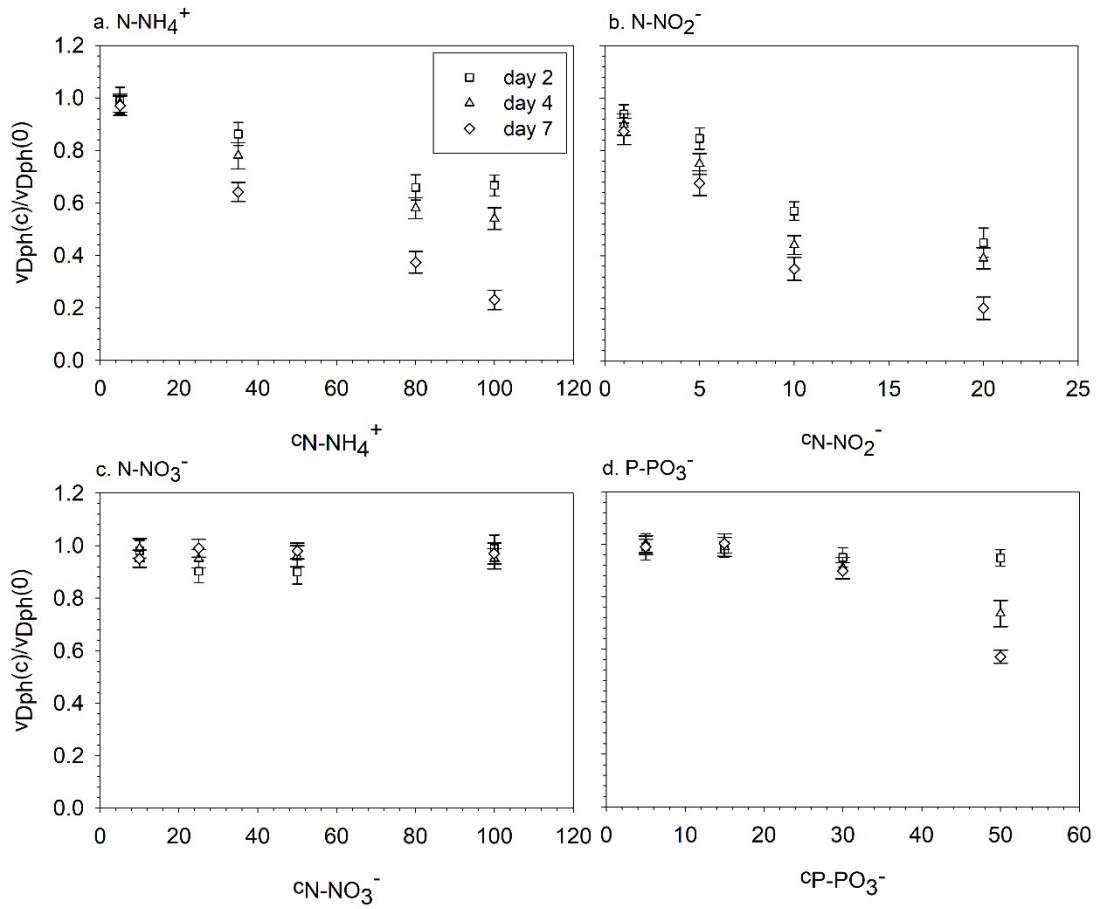 a. N-NH₄⁺
b. N-NO₂⁻
day 2
day 4
day 7
vDph(c)/vDph(0)
1.2
1.0
0.8
0.6
0.4
0.2
0.0
0 20 40 60 80 100 120
0 5 10 15 20 25
cN-NH₄⁺
cN-NO₂⁻
c. N-NO₃⁻
d. P-PO₃⁻
vDph(c)/vDph(0)
1.2
1.0
0.8
0.6
0.4
0.2
0.0
0 20 40 60 80 100 120
0 10 20 30 40 50 60
cN-NO₃⁻
cP-PO₃⁻